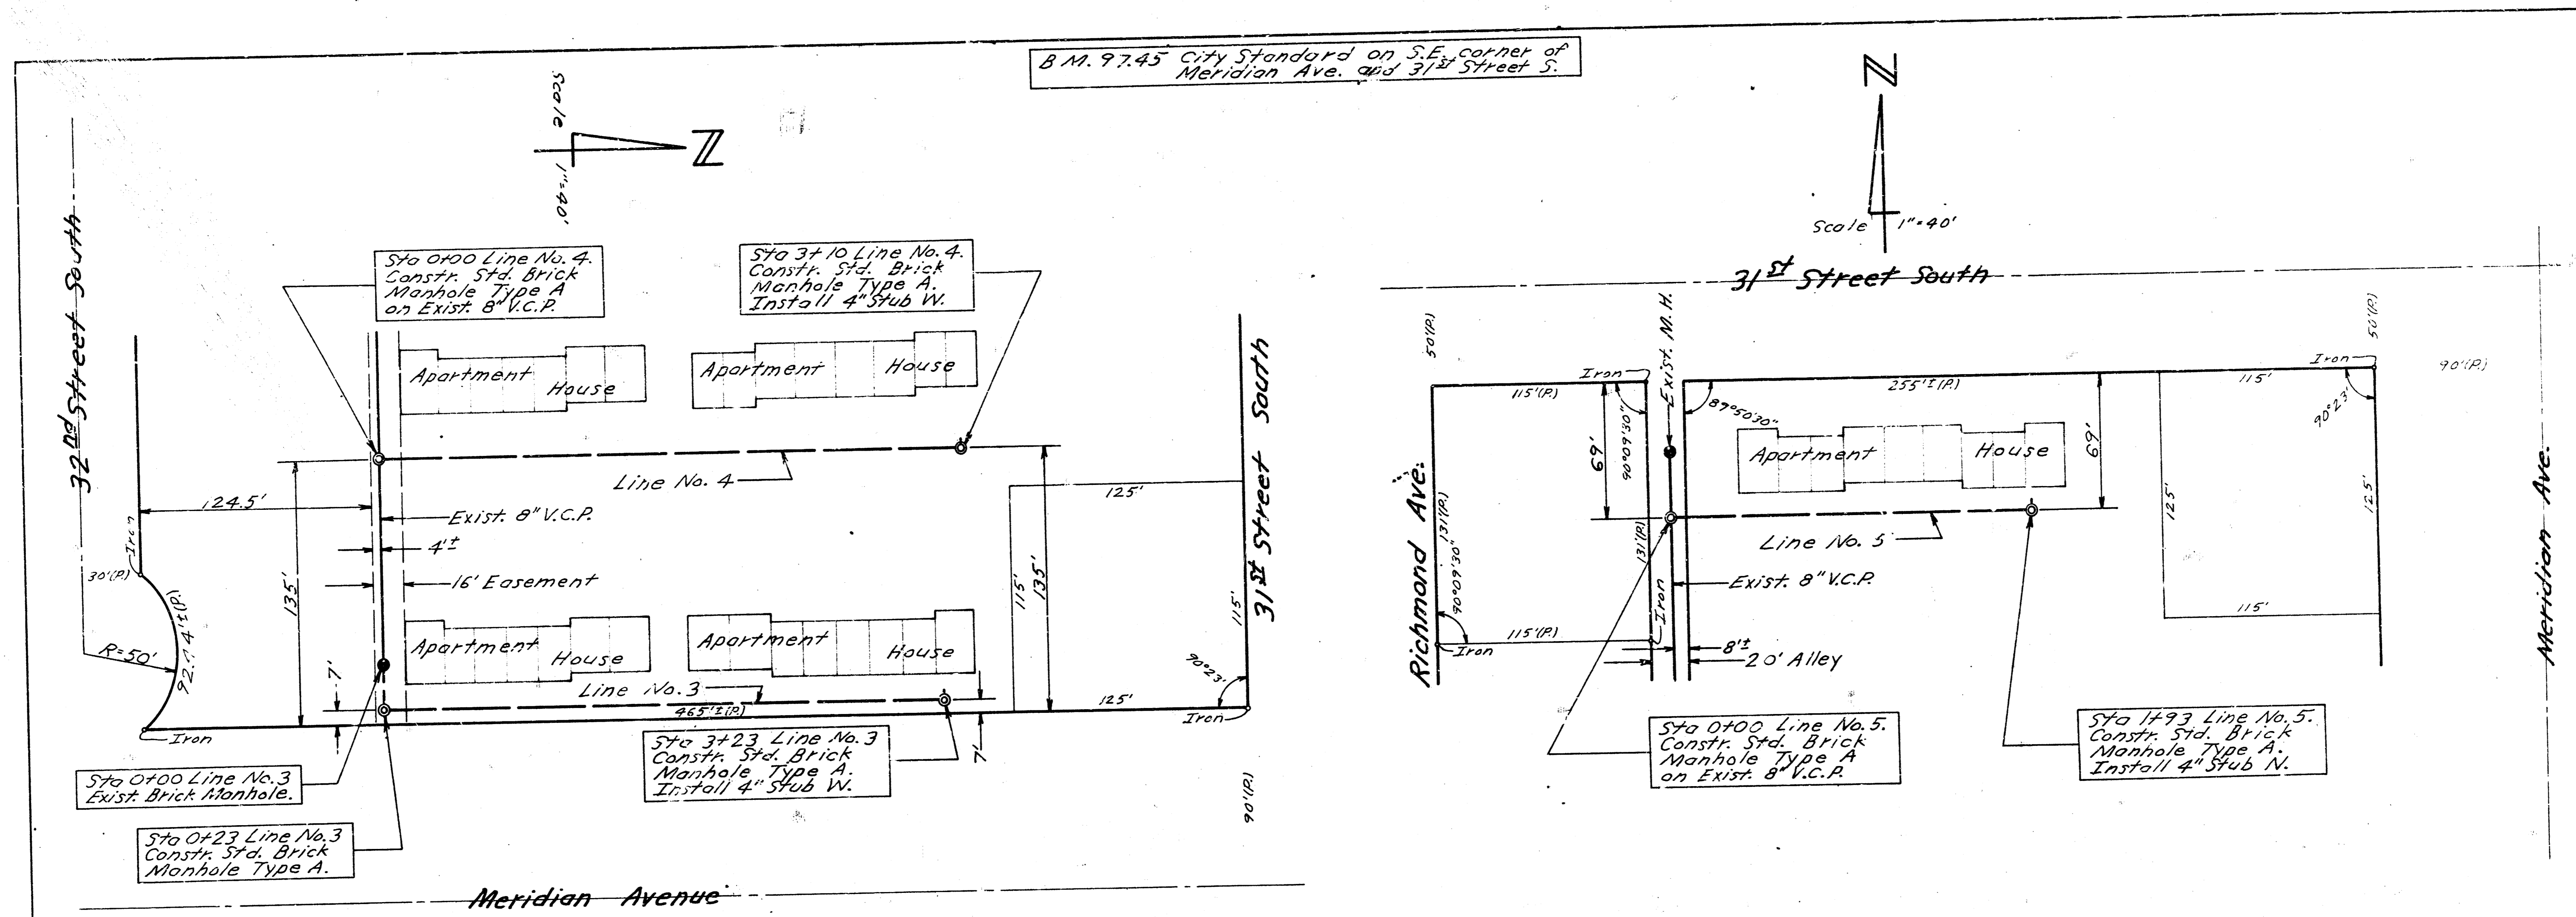 B.M. 97.45 City Standard on S.E. corner of
Meridian Ave. and 31st Street S.
Scale 1"=40'
N
N
Scale 1"=40'
32nd Street South
Sta 0+00 Line No. 4.
Constr. Std. Brick
Manhole Type A
on Exist. 8" V.C.P.
Sta 3+10 Line No. 4.
Constr. Std. Brick
Manhole Type A.
Install 4" Stub W.
Apartment House
Apartment House
Line No. 4
124.5'
Exist. 8" V.C.P.
4'±
16' Easement
135'
Iron
30'(P.)
R=50'
92.44'±(P.)
7'
Iron
Apartment House
Apartment House
Line No. 3
465'±(P.)
125'
115'
135'
125'
115'
90°23'
Iron
31st Street South
7'
90'(P.)
Sta 0+00 Line No. 3
Exist. Brick Manhole.
Sta 0+23 Line No. 3
Constr. Std. Brick
Manhole Type A.
Sta 3+23 Line No. 3
Constr. Std. Brick
Manhole Type A.
Install 4" Stub W.
Meridian Avenue
31st Street South
50'(P.)
Exist. M.H.
50'(P.)
Iron
Iron
90'(P.)
115'(P.)
255'±(P.)
115'
90°09'30"
89°50'30"
90°23'
69'
69'
Apartment House
Richmond Ave.
131'(P.)
131'(P.)
90°09'30"
Line No. 5
125'
125'
Iron
Exist. 8" V.C.P.
115'
115'(P.)
Iron
8'±
20' Alley
Meridian Ave.
Sta 0+00 Line No. 5.
Constr. Std. Brick
Manhole Type A
on Exist. 8" V.C.P.
Sta 1+93 Line No. 5.
Constr. Std. Brick
Manhole Type A.
Install 4" Stub N.